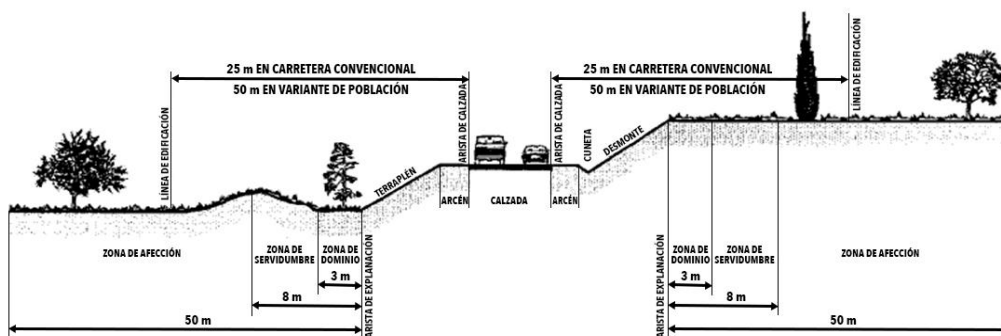 25 m EN CARRETERA CONVENCIONAL
50 m EN VARIANTE DE POBLACIÓN
25 m EN CARRETERA CONVENCIONAL
50 m EN VARIANTE DE POBLACIÓN
LÍNEA DE EDIFICACIÓN
ARISTA DE CALZADA
ARISTA DE CALZADA
LÍNEA DE EDIFICACIÓN
TERRAPLÉN
CUNETA
DESMONTE
ARCÉN
CALZADA
ARCÉN
ZONA DE AFECCIÓN
ZONA DE
SERVIDUMBRE
ZONA DE
DOMINIO
3 m
8 m
50 m
ARISTA DE EXPLANACIÓN
ARISTA DE EXPLANACIÓN
ZONA DE
DOMINIO
ZONA DE
SERVIDUMBRE
ZONA DE AFECCIÓN
3 m
8 m
50 m